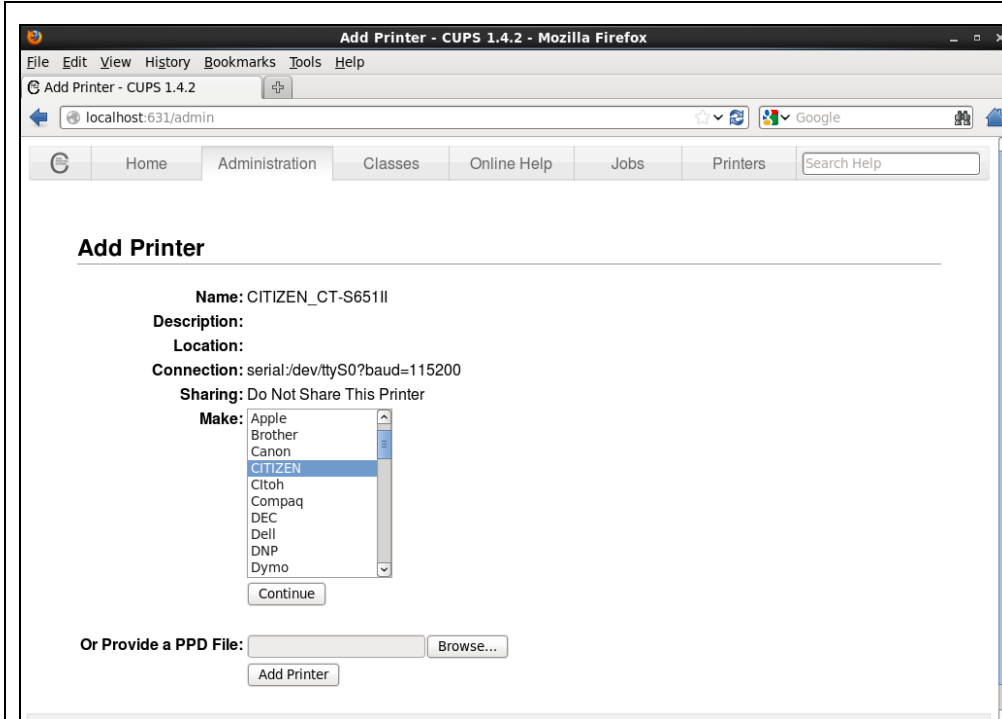 Add Printer - CUPS 1.4.2 - Mozilla Firefox
File Edit View History Bookmarks Tools Help
Add Printer - CUPS 1.4.2
localhost:631/admin Google
Home Administration Classes Online Help Jobs Printers Search Help
Add Printer
Name: CITIZEN_CT-S651II
Description:
Location:
Connection: serial:/dev/ttyS0?baud=115200
Sharing: Do Not Share This Printer
Make: Apple
Brother
Canon
CITIZEN
CItoh
Compaq
DEC
Dell
DNP
Dymo
Continue
Or Provide a PPD File: Browse...
Add Printer